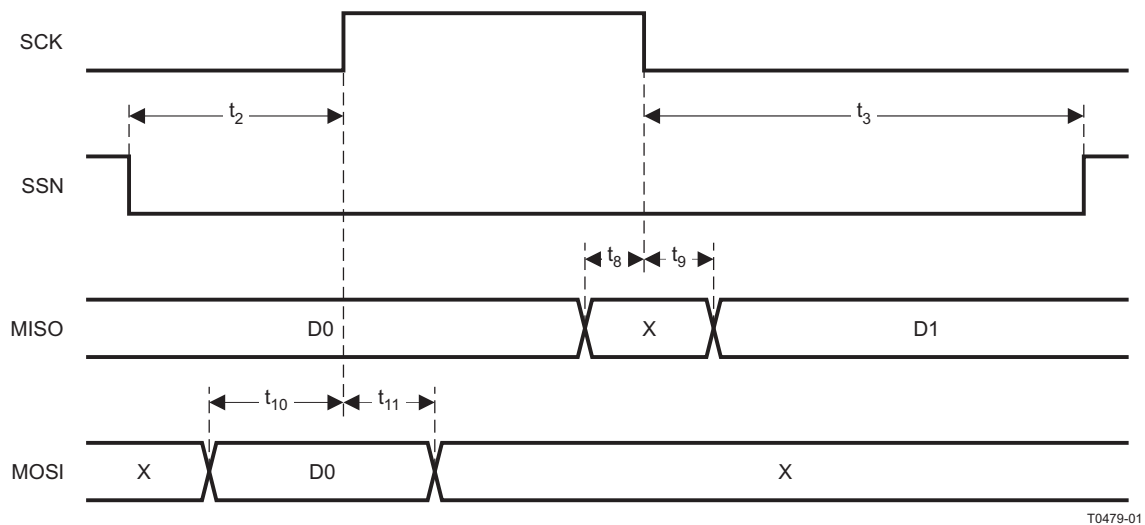 SCK
t2
t3
SSN
t8
t9
MISO
D0
X
D1
t10
t11
MOSI
X
D0
X
T0479-01